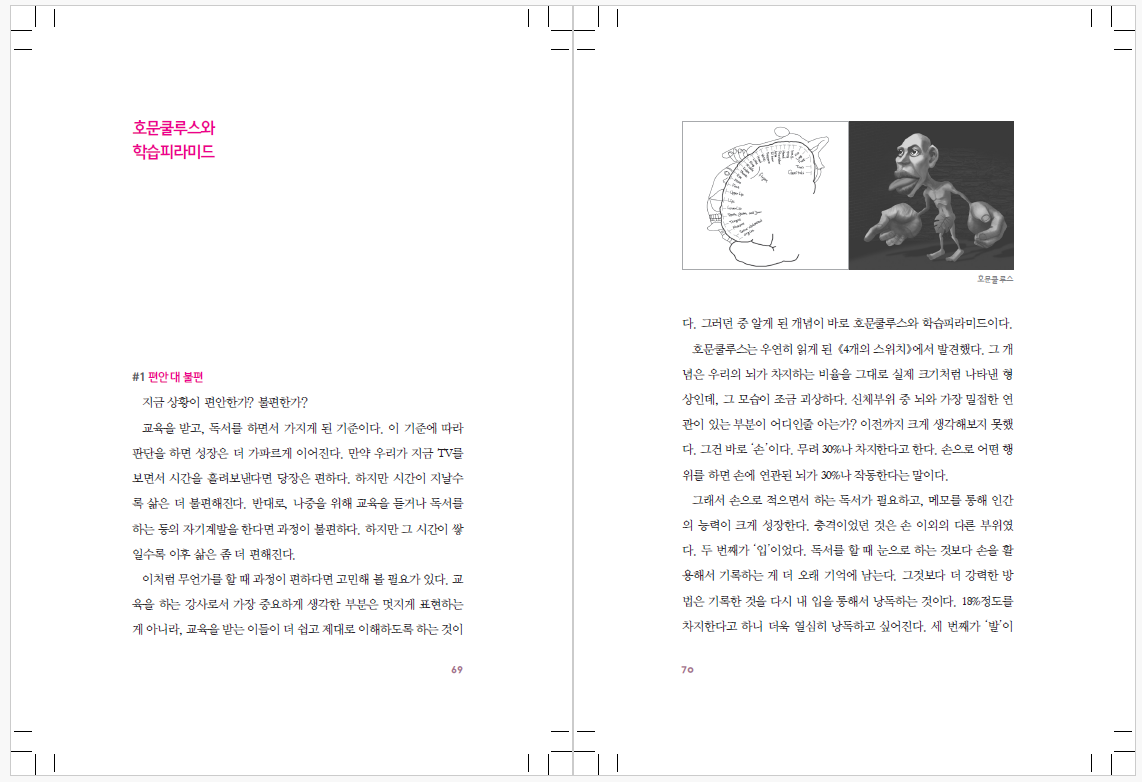 호문쿨루스와
학습피라미드
#1 편안 대 불편
지금 상황이 편안한가? 불편한가?
교육을 받고, 독서를 하면서 가지게 된 기준이다. 이 기준에 따라
판단을 하면 성장은 더 가파르게 이어진다. 만약 우리가 지금 TV를
보면서 시간을 흘려보낸다면 당장은 편하다. 하지만 시간이 지날수
록 삶은 더 불편해진다. 반대로, 나중을 위해 교육을 듣거나 독서를
하는 등의 자기계발을 한다면 과정이 불편하다. 하지만 그 시간이 쌓
일수록 이후 삶은 좀 더 편해진다.
이처럼 무언가를 할 때 과정이 편하다면 고민해 볼 필요가 있다. 교
육을 하는 강사로서 가장 중요하게 생각한 부분은 멋지게 표현하는
게 아니라, 교육을 받는 이들이 더 쉽고 제대로 이해하도록 하는 것이
69
호문쿨루스
다. 그러던 중 알게 된 개념이 바로 호문쿨루스와 학습피라미드이다.
호문쿨루스는 우연히 읽게 된 《4개의 스위치》에서 발견했다. 그 개
념은 우리의 뇌가 차지하는 비율을 그대로 실제 크기처럼 나타낸 형
상인데, 그 모습이 조금 괴상하다. 신체부위 중 뇌와 가장 밀접한 연
관이 있는 부분이 어디인줄 아는가? 이전까지 크게 생각해보지 못했
다. 그건 바로 '손'이다. 무려 30%나 차지한다고 한다. 손으로 어떤 행
위를 하면 손에 연관된 뇌가 30%나 작동한다는 말이다.
그래서 손으로 적으면서 하는 독서가 필요하고, 메모를 통해 인간
의 능력이 크게 성장한다. 충격이었던 것은 손 이외의 다른 부위였
다. 두 번째가 '입'이었다. 독서를 할 때 눈으로 하는 것보다 손을 활
용해서 기록하는 게 더 오래 기억에 남는다. 그것보다 더 강력한 방
법은 기록한 것을 다시 내 입을 통해서 낭독하는 것이다. 18%정도를
차지한다고 하니 더욱 열심히 낭독하고 싶어진다. 세 번째가 '발'이
70